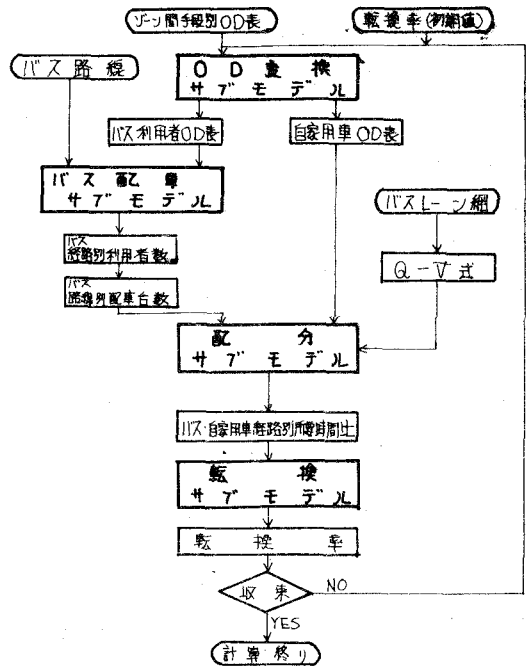 ゾーン間手段別OD表
転換率(初期値)
バス路線
OD変換
サブモデル
バス利用者OD表
自家用車OD表
バス配車
サブモデル
バスレーン網
バス
経路別利用者数
Q-V式
バス
路線別配車台数
配分
サブモデル
バス・自家用車経路別所要時間比
転換
サブモデル
転換率
収束
NO
YES
計算終り